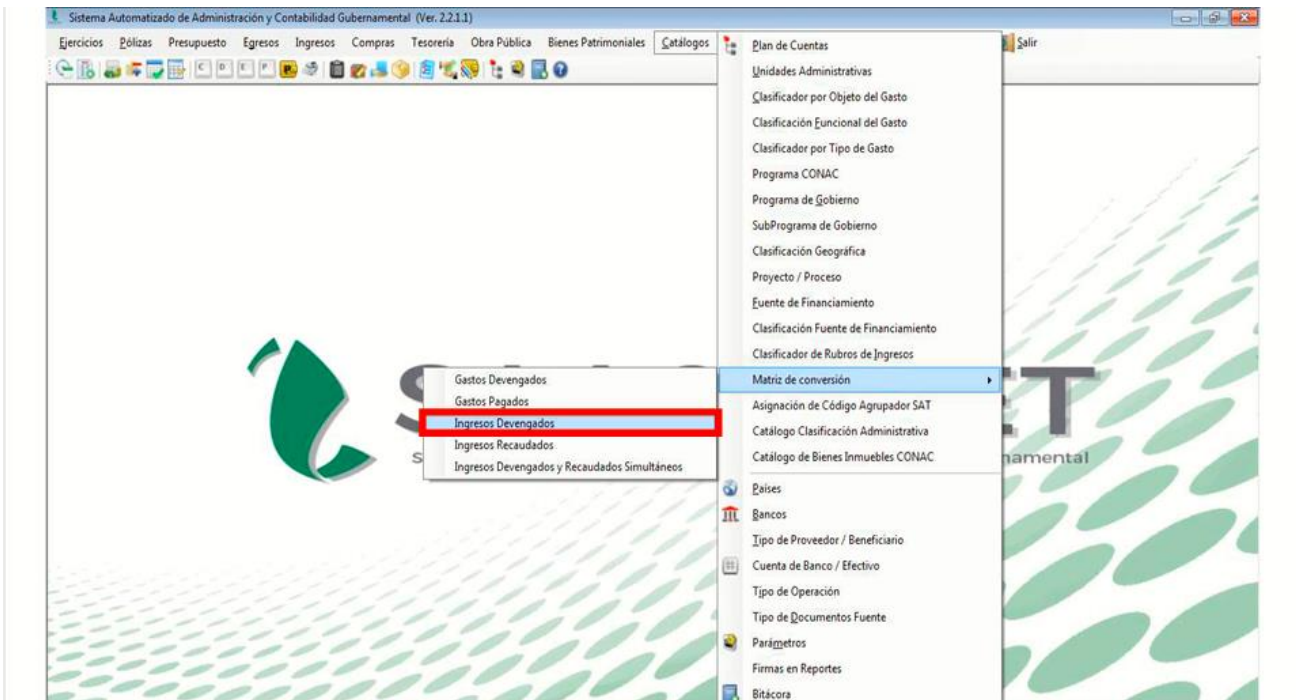 Sistema Automatizado de Administración y Contabilidad Gubernamental (Ver. 2.2.1.1)
Ejercicios Pólizas Presupuesto Egresos Ingresos Compras Tesorería Obra Pública Bienes Patrimoniales Catálogos Salir
Plan de Cuentas
Unidades Administrativas
Clasificador por Objeto del Gasto
Clasificación Funcional del Gasto
Clasificador por Tipo de Gasto
Programa CONAC
Programa de Gobierno
SubPrograma de Gobierno
Clasificación Geográfica
Proyecto / Proceso
Fuente de Financiamiento
Clasificación Fuente de Financiamiento
Clasificador de Rubros de Ingresos
Matriz de conversión
Gastos Devengados
Gastos Pagados
Ingresos Devengados
Ingresos Recaudados
Ingresos Devengados y Recaudados Simultáneos
Asignación de Código Agrupador SAT
Catálogo Clasificación Administrativa
Catálogo de Bienes Inmuebles CONAC
Países
Bancos
Tipo de Proveedor / Beneficiario
Cuenta de Banco / Efectivo
Tipo de Operación
Tipo de Documentos Fuente
Parámetros
Firmas en Reportes
Bitácora